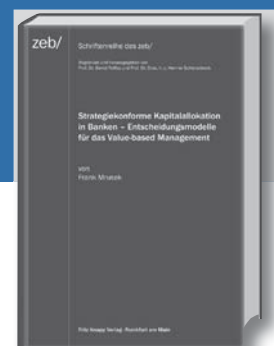 zeb/
Schriftenreihe des zeb/
Strategiekonforme Kapitalallokation
in Banken – Entscheidungsmodelle
für das Value-based Management
von
Frank Mrusek
Fritz Knapp Verlag · Frankfurt am Main